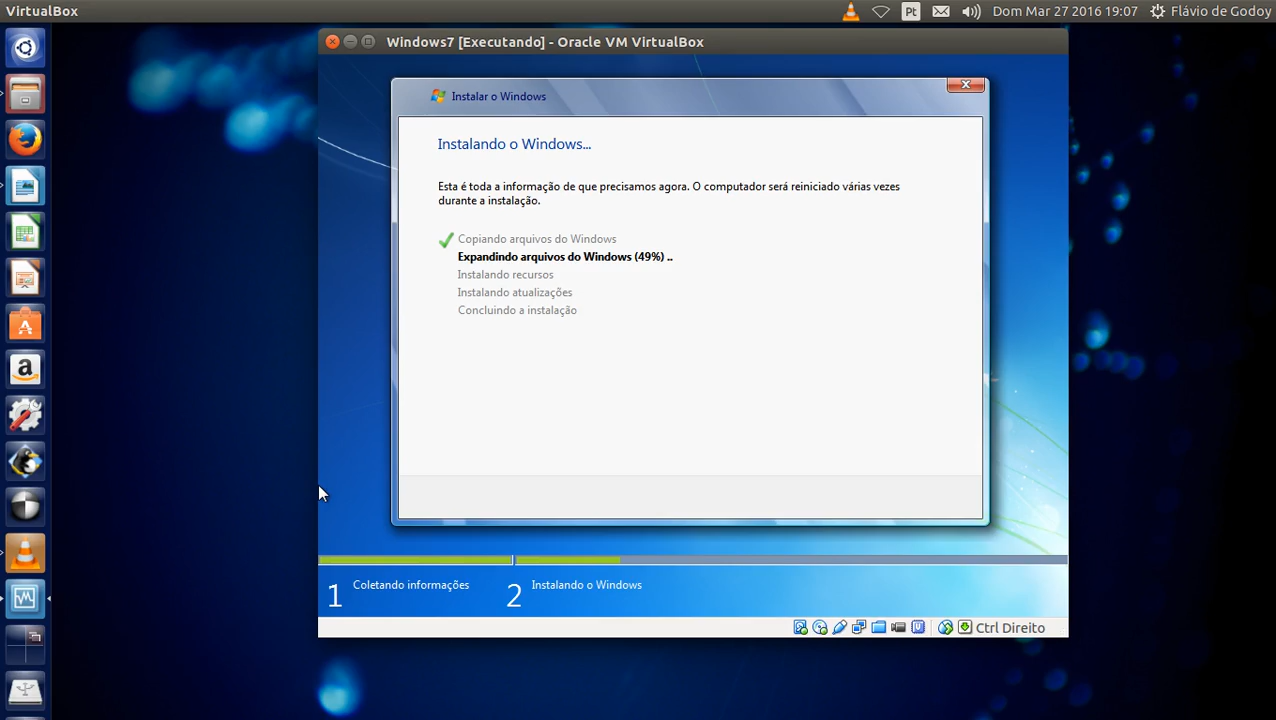 VirtualBox
Pt
Dom Mar 27 2016 19:07
Flávio de Godoy
Windows7 [Executando] - Oracle VM VirtualBox
Instalar o Windows
Instalando o Windows...
Esta é toda a informação de que precisamos agora. O computador será reiniciado várias vezes
durante a instalação.
Copiando arquivos do Windows
Expandindo arquivos do Windows (49%) ..
Instalando recursos
Instalando atualizações
Concluindo a instalação
1 Coletando informações
2 Instalando o Windows
Ctrl Direito